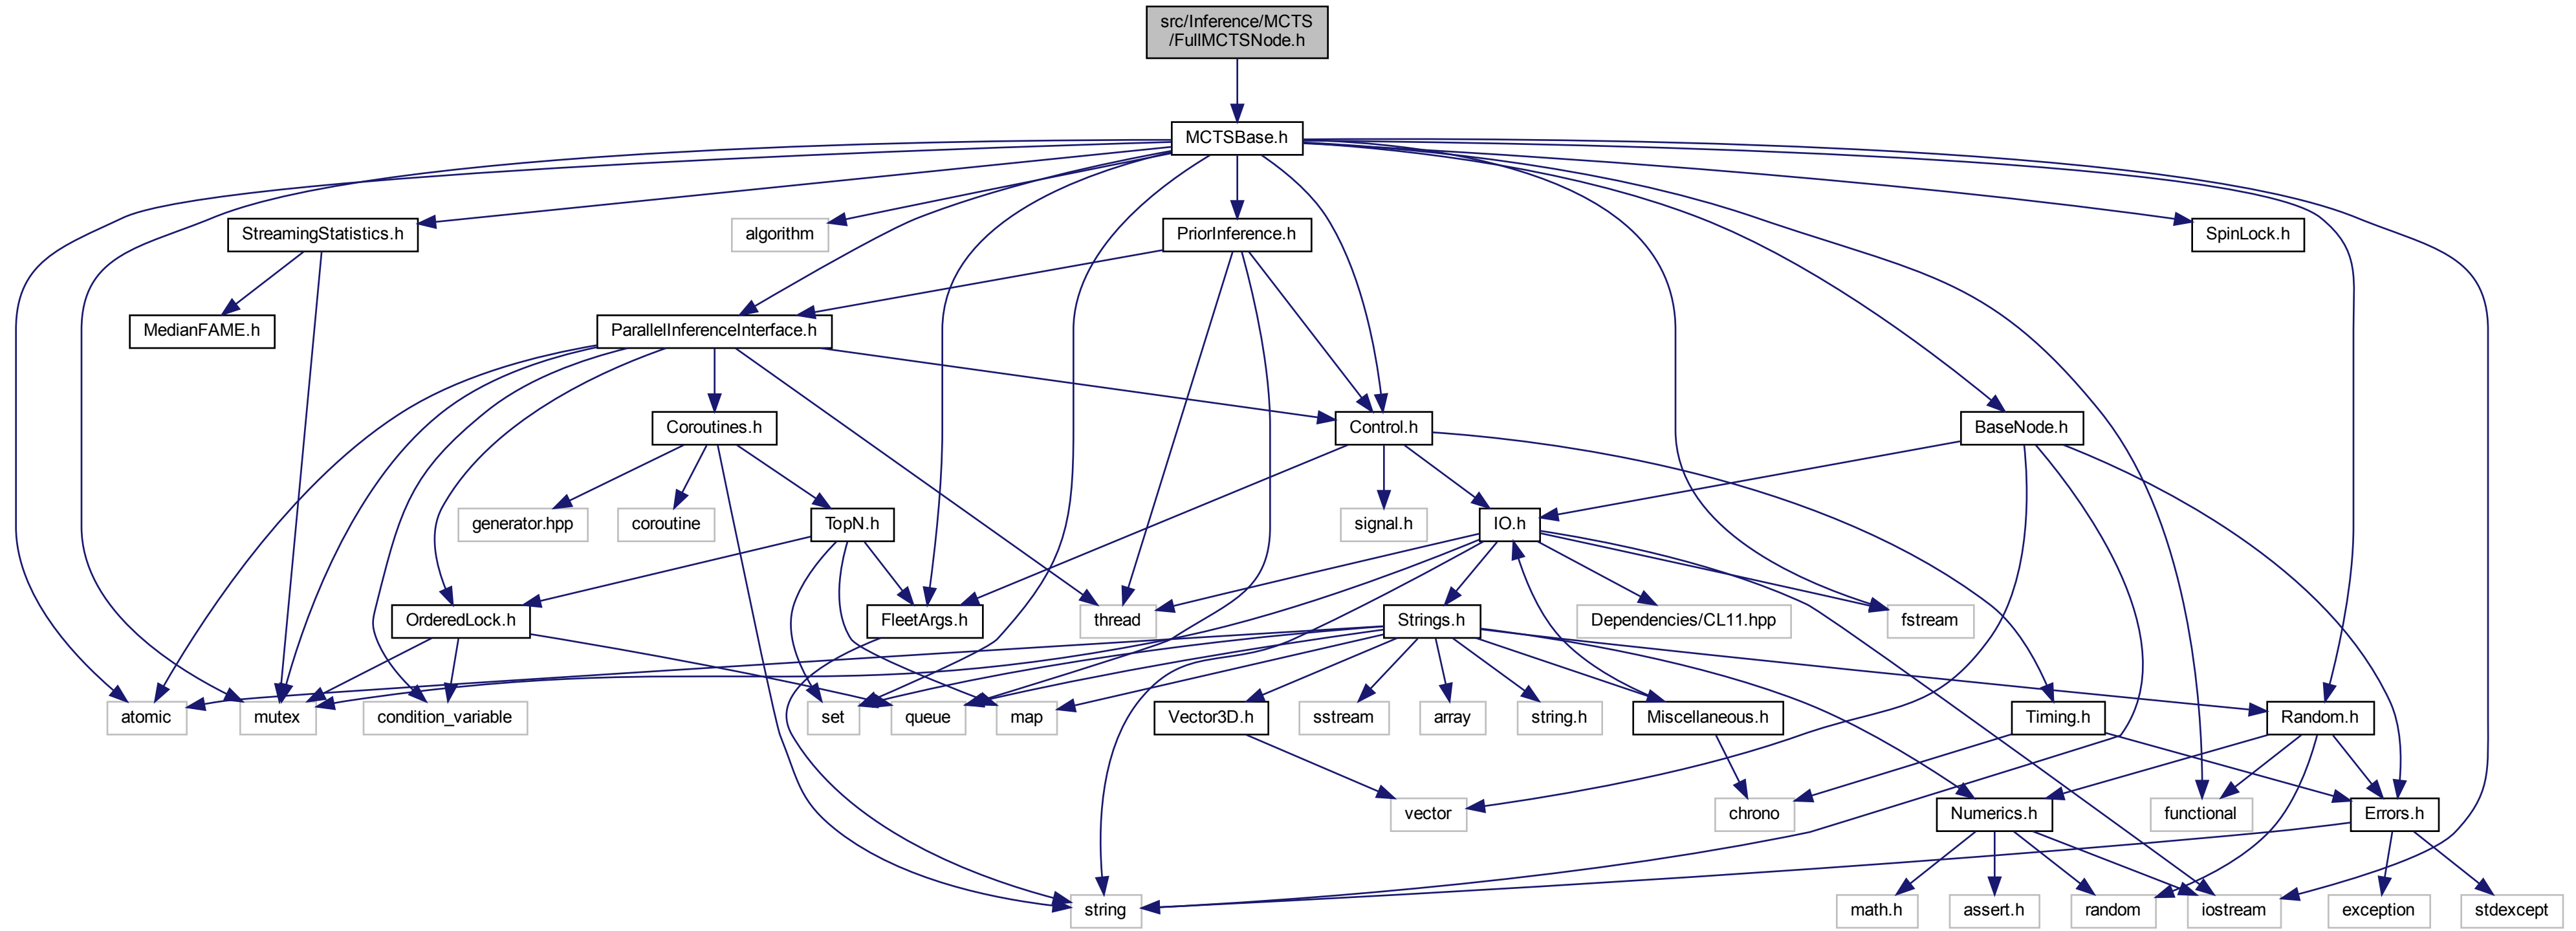 src/Inference/MCTS
/FullMCTSNode.h
MCTSBase.h
StreamingStatistics.h
algorithm
PriorInference.h
SpinLock.h
MedianFAME.h
ParallelInferenceInterface.h
Coroutines.h
Control.h
BaseNode.h
generator.hpp
coroutine
TopN.h
signal.h
IO.h
OrderedLock.h
FleetArgs.h
thread
Strings.h
Dependencies/CL11.hpp
fstream
atomic
mutex
condition_variable
set
queue
map
Vector3D.h
sstream
array
string.h
Miscellaneous.h
Timing.h
Random.h
vector
chrono
Numerics.h
functional
Errors.h
string
math.h
assert.h
random
iostream
exception
stdexcept